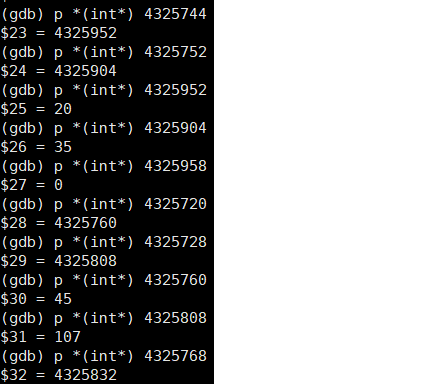 (gdb) p *(int*) 4325744
$23 = 4325952
(gdb) p *(int*) 4325752
$24 = 4325904
(gdb) p *(int*) 4325952
$25 = 20
(gdb) p *(int*) 4325904
$26 = 35
(gdb) p *(int*) 4325958
$27 = 0
(gdb) p *(int*) 4325720
$28 = 4325760
(gdb) p *(int*) 4325728
$29 = 4325808
(gdb) p *(int*) 4325760
$30 = 45
(gdb) p *(int*) 4325808
$31 = 107
(gdb) p *(int*) 4325768
$32 = 4325832